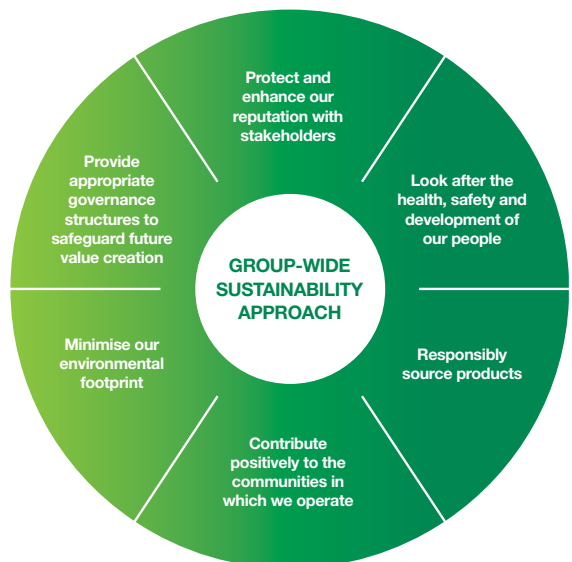 Protect and
enhance our
reputation with
stakeholders
Look after the
health, safety and
development of
our people
Responsibly
source products
Contribute
positively to the
communities in
which we operate
Minimise our
environmental
footprint
Provide
appropriate
governance
structures to
safeguard future
value creation
GROUP-WIDE
SUSTAINABILITY
APPROACH